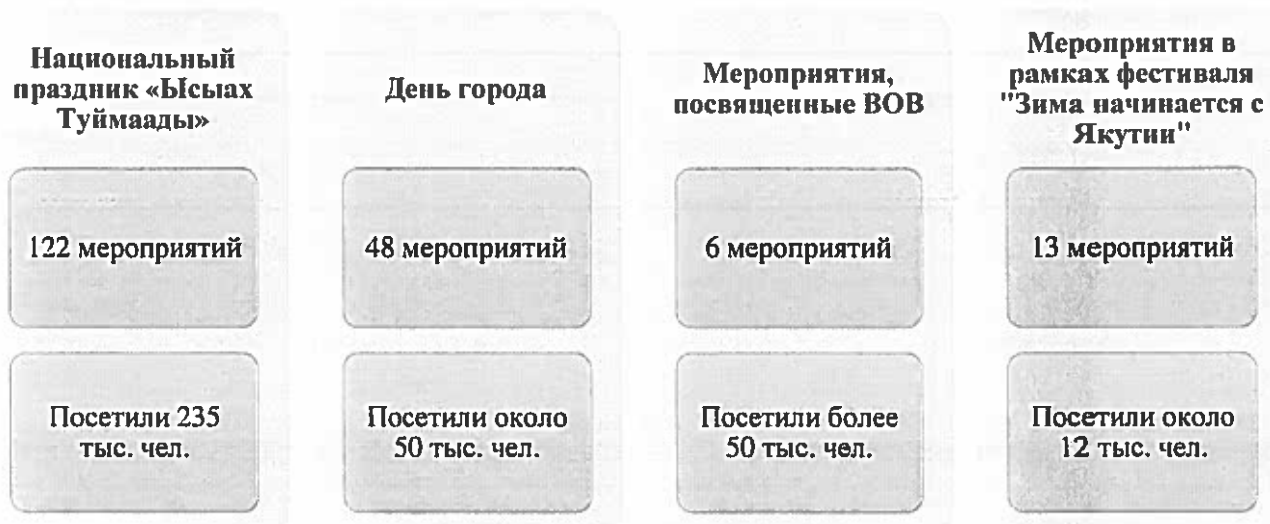 Национальный
праздник «Ысыах
Туймаады»
122 мероприятий
Посетили 235
тыс. чел.
День города
48 мероприятий
Посетили около
50 тыс. чел.
Мероприятия,
посвященные ВОВ
6 мероприятий
Посетили более
50 тыс. чел.
Мероприятия в
рамках фестиваля
"Зима начинается с
Якутии"
13 мероприятий
Посетили около
12 тыс. чел.